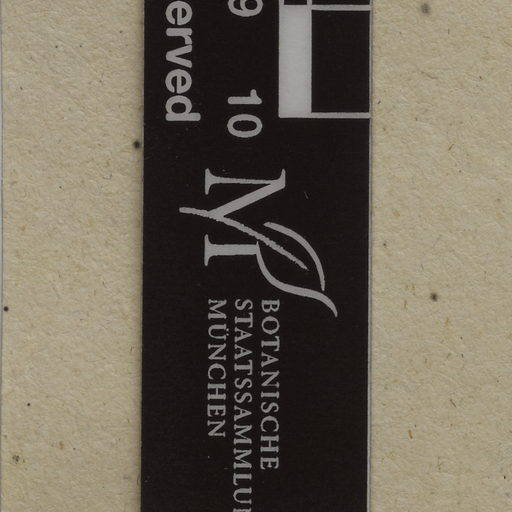 erved
9 10
M
BOTANISCHE
STAATSSAMMLU
MÜNCHEN